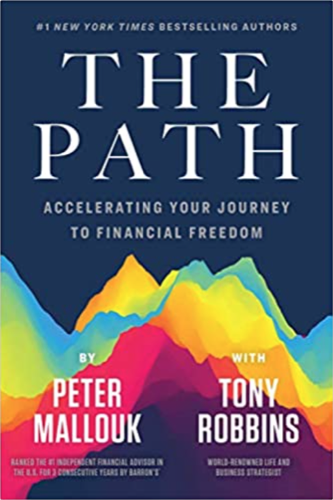 #1 NEW YORK TIMES BESTSELLING AUTHORS
THE
PATH
ACCELERATING YOUR JOURNEY
TO FINANCIAL FREEDOM
BY
PETER
MALLOUK
RANKED THE #1 INDEPENDENT FINANCIAL ADVISOR IN
THE U.S. FOR 3 CONSECUTIVE YEARS BY BARRON'S
WITH
TONY
ROBBINS
WORLD-RENOWNED LIFE AND
BUSINESS STRATEGIST